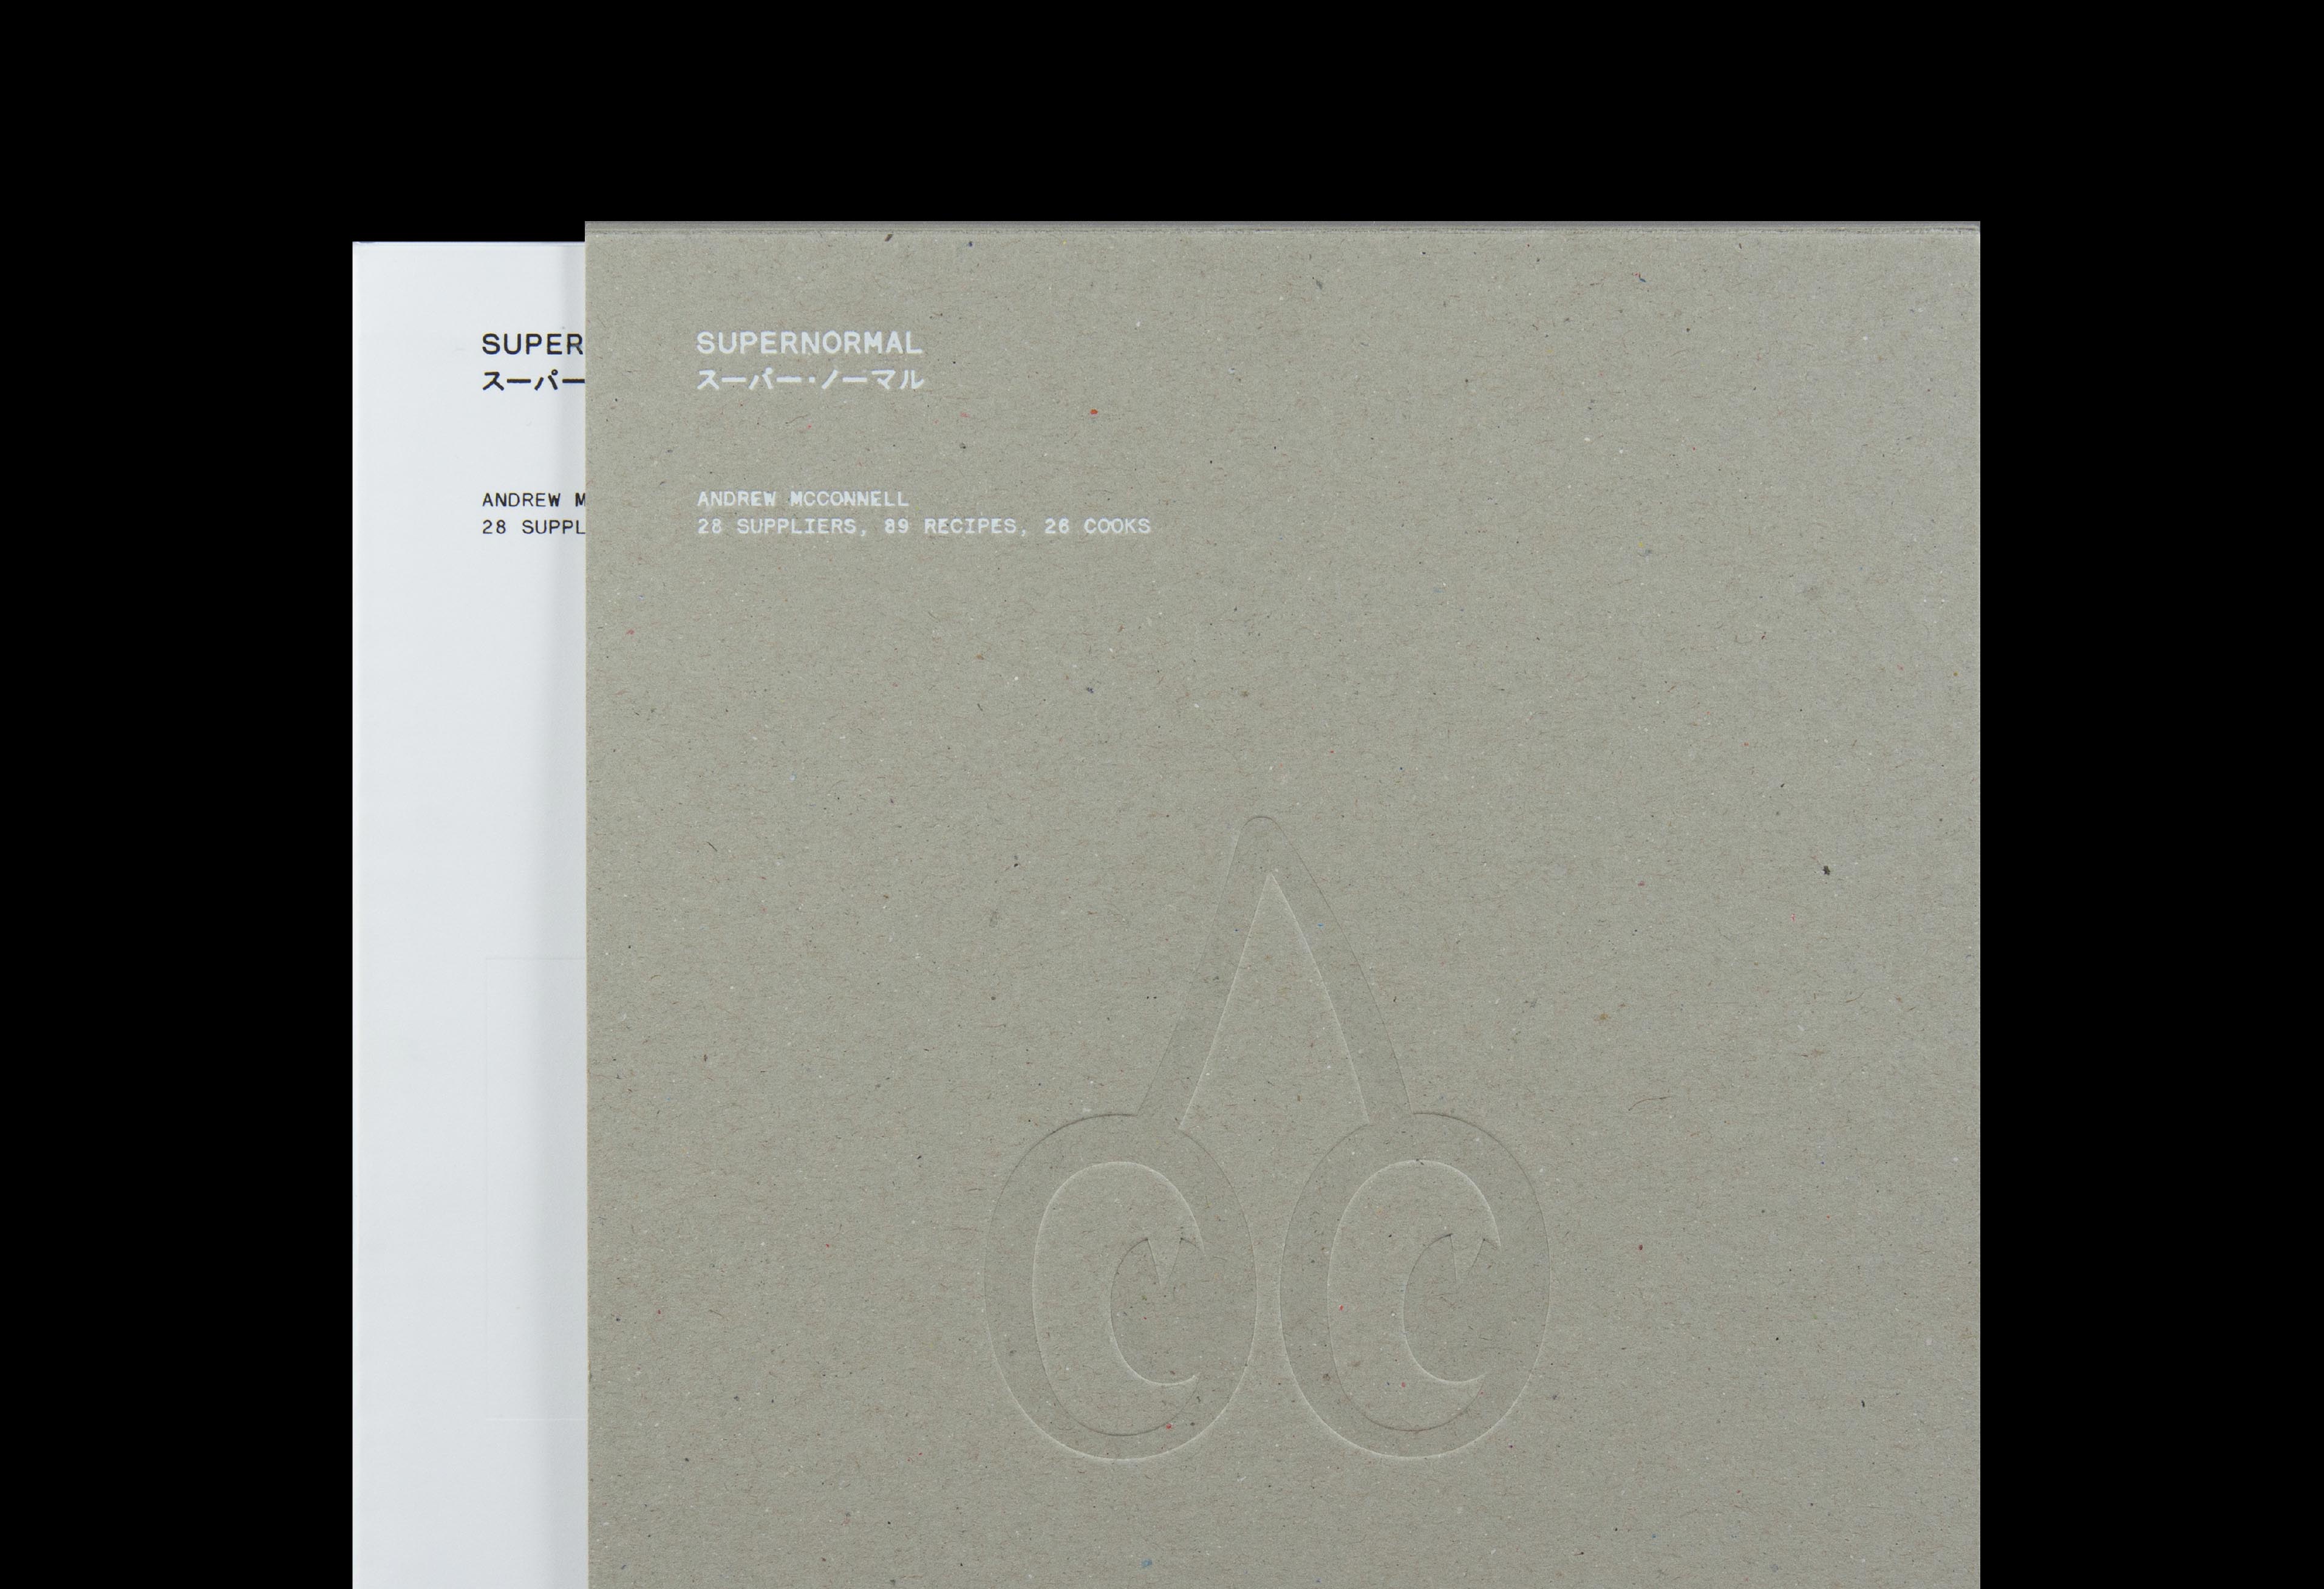 SUPER
スーパー
ANDREW M
28 SUPPL
SUPERNORMAL
スーパー・ノーマル
ANDREW MCCONNELL
28 SUPPLIERS, 89 RECIPES, 26 COOKS